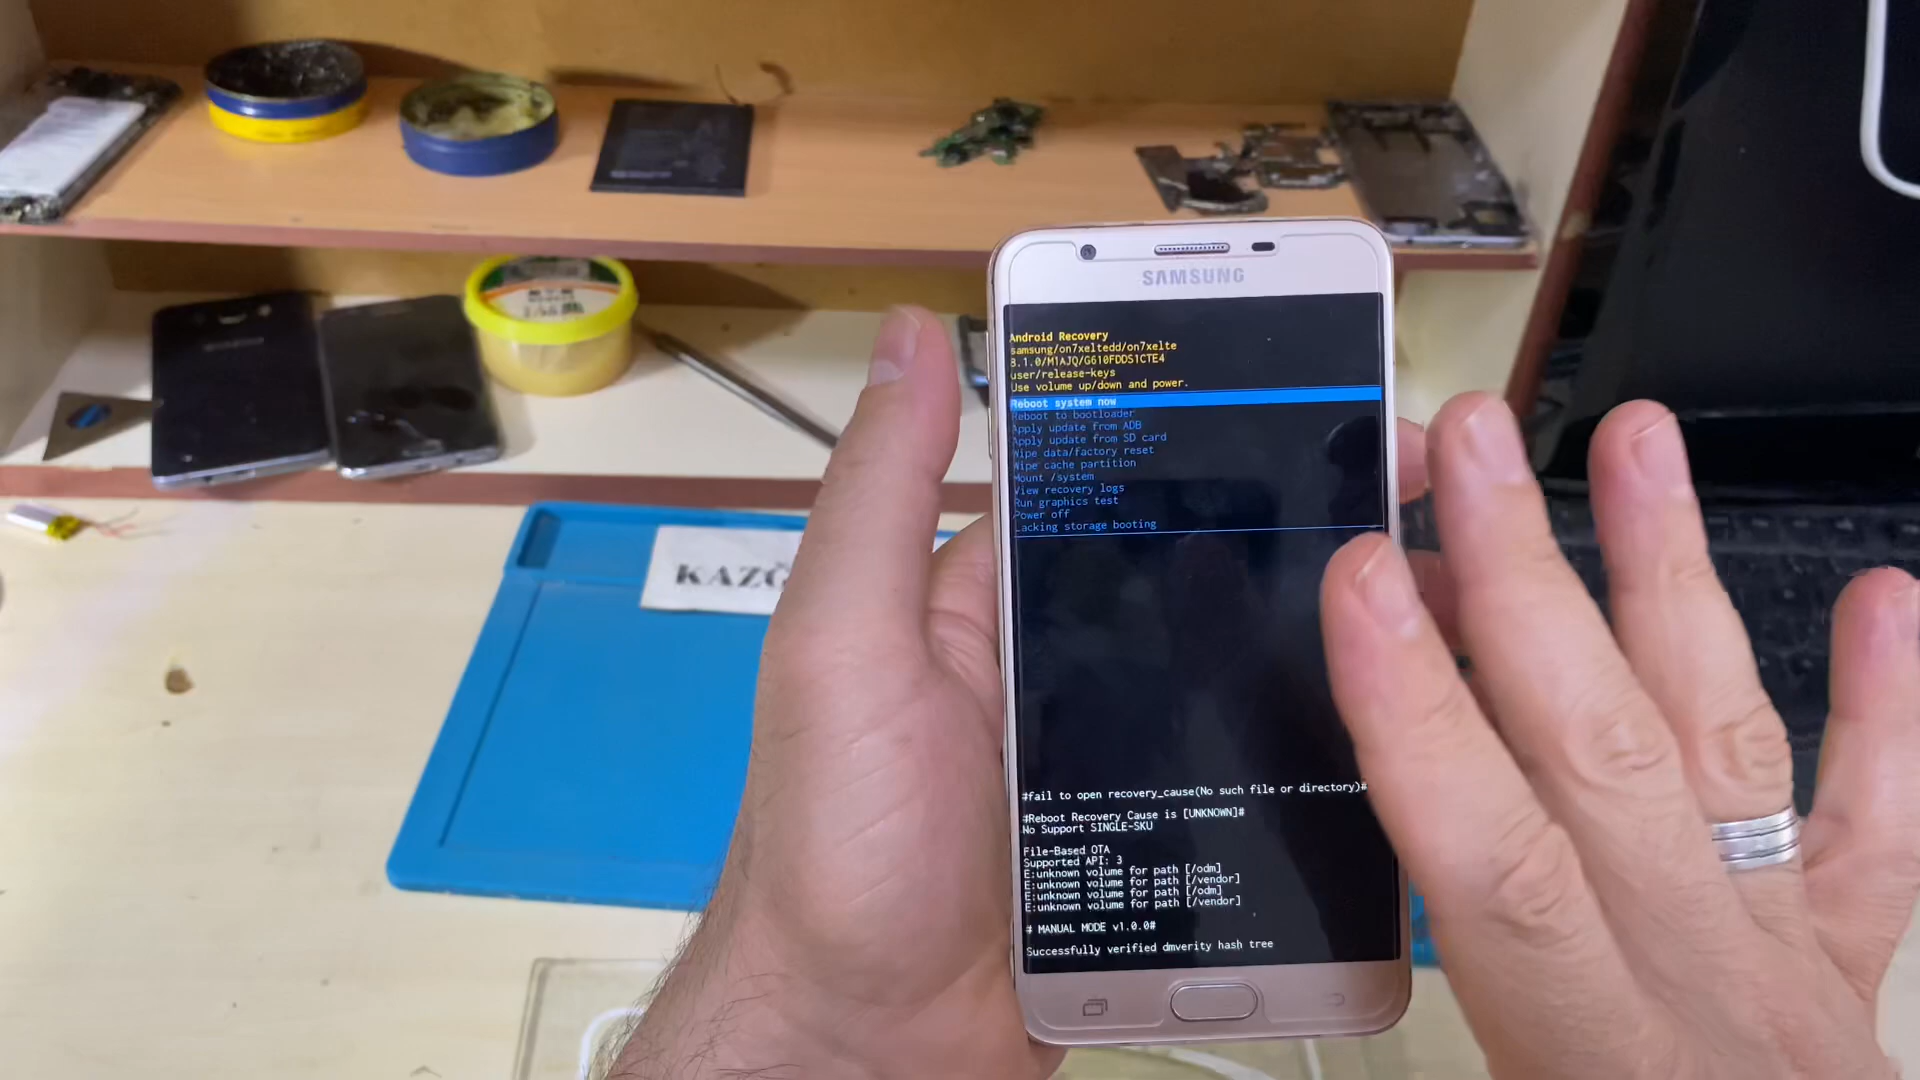 SAMSUNG
Android Recovery
samsung/on7xeltedd/on7xelte
8.1.0/M1AJQ/G610FDDS1CTE4
user/release-keys
Use volume up/down and power.
Reboot system now
Reboot to bootloader
Apply update from ADB
Apply update from SD card
Wipe data/factory reset
Wipe cache partition
Mount /system
View recovery logs
Run graphics test
Power off
Lacking storage booting
KAZĞ
#fail to open recovery_cause(No such file or directory)#
#Reboot Recovery Cause is [UNKNOWN]#
No Support SINGLE-SKU
File-Based OTA
Supported API: 3
E:unknown volume for path [/odm]
E:unknown volume for path [/vendor]
E:unknown volume for path [/odm]
E:unknown volume for path [/vendor]
# MANUAL MODE v1.0.0#
Successfully verified dmverity hash tree